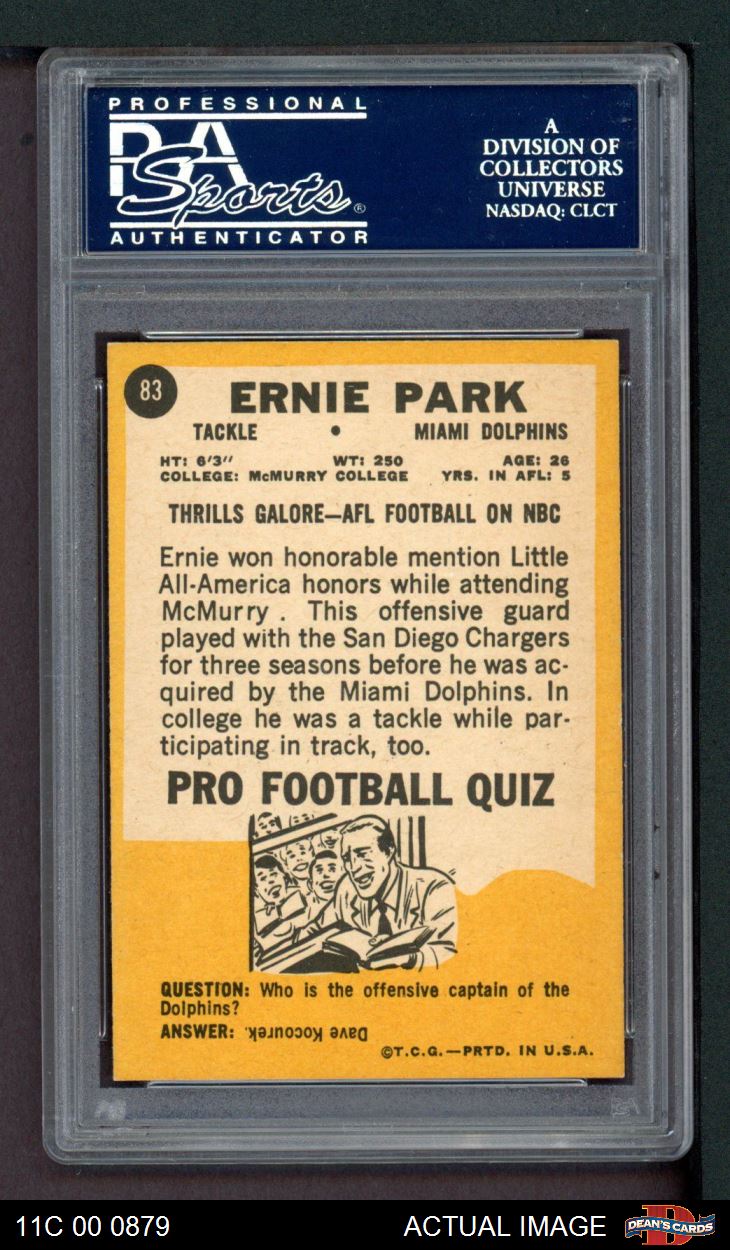 PROFESSIONAL
PSA
Sports®
AUTHENTICATOR
A
DIVISION OF
COLLECTORS
UNIVERSE
NASDAQ: CLCT
83
ERNIE PARK
TACKLE • MIAMI DOLPHINS
HT: 6'3" WT: 250 AGE: 26
COLLEGE: McMURRY COLLEGE YRS. IN AFL: 5
THRILLS GALORE—AFL FOOTBALL ON NBC
Ernie won honorable mention Little
All-America honors while attending
McMurry . This offensive guard
played with the San Diego Chargers
for three seasons before he was ac-
quired by the Miami Dolphins. In
college he was a tackle while par-
ticipating in track, too.
PRO FOOTBALL QUIZ
QUESTION: Who is the offensive captain of the
Dolphins?
ANSWER: Dave Kocourek.
©T.C.G.—PRTD. IN U.S.A.
11C 00 0879 ACTUAL IMAGE DEAN'S CARDS